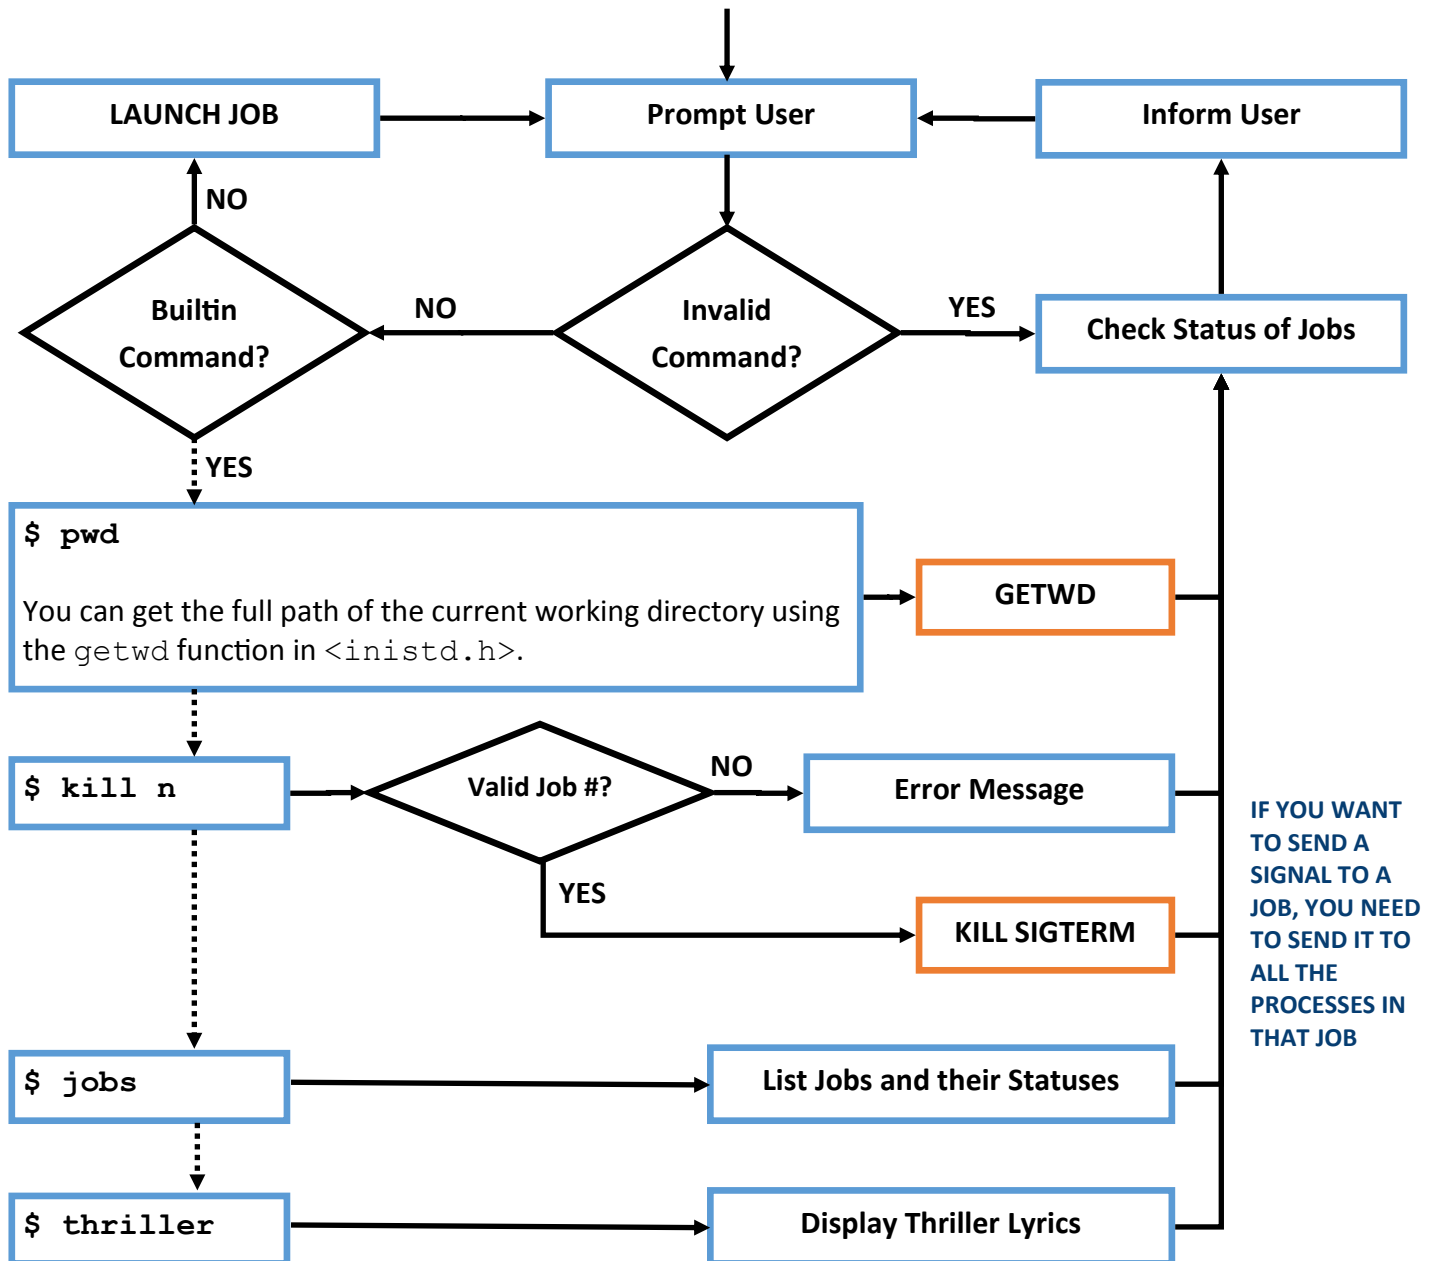 LAUNCH JOB
Prompt User
Inform User
NO
Builtin
Command?
NO
Invalid
Command?
YES
Check Status of Jobs
YES
$ pwd
You can get the full path of the current working directory using
the getwd function in <inistd.h>.
GETWD
$ kill n
Valid Job #?
NO
Error Message
YES
KILL SIGTERM
IF YOU WANT
TO SEND A
SIGNAL TO A
JOB, YOU NEED
TO SEND IT TO
ALL THE
PROCESSES IN
THAT JOB
$ jobs
List Jobs and their Statuses
$ thriller
Display Thriller Lyrics